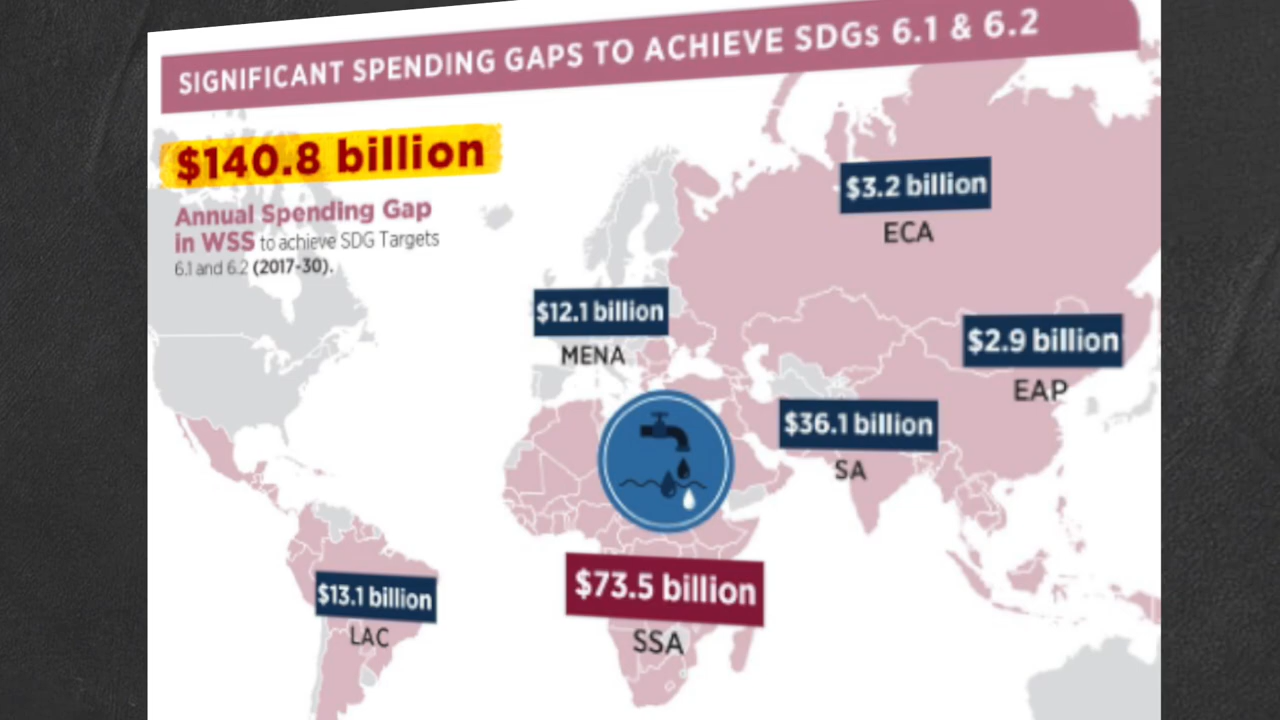 SIGNIFICANT SPENDING GAPS TO ACHIEVE SDGs 6.1 & 6.2
$140.8 billion
Annual Spending Gap
in WSS to achieve SDG Targets
6.1 and 6.2 (2017-30).
$3.2 billion
ECA
$12.1 billion
MENA
$2.9 billion
EAP
$36.1 billion
SA
$73.5 billion
SSA
$13.1 billion
LAC